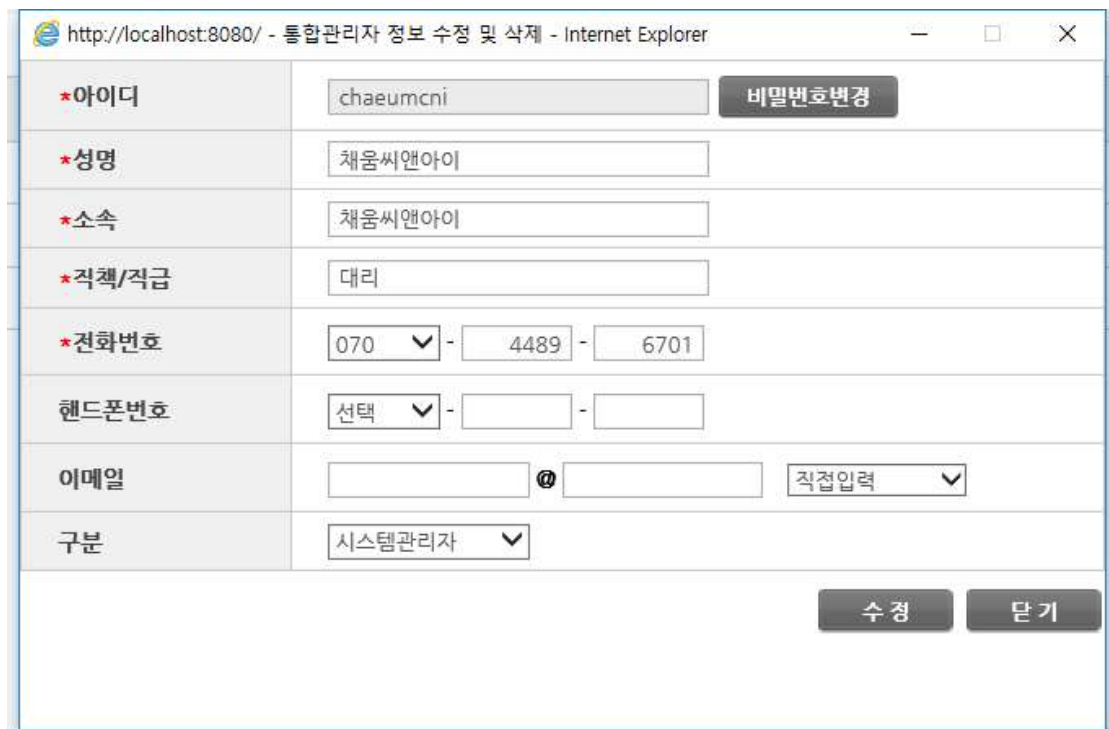 http://localhost:8080/ - 통합관리자 정보 수정 및 삭제 - Internet Explorer
*아이디 chaeumcni 비밀번호변경
*성명 채움씨앤아이
*소속 채움씨앤아이
*직책/직급 대리
*전화번호 070 - 4489 - 6701
핸드폰번호 선택 - -
이메일 @ 직접입력
구분 시스템관리자
수 정 닫 기